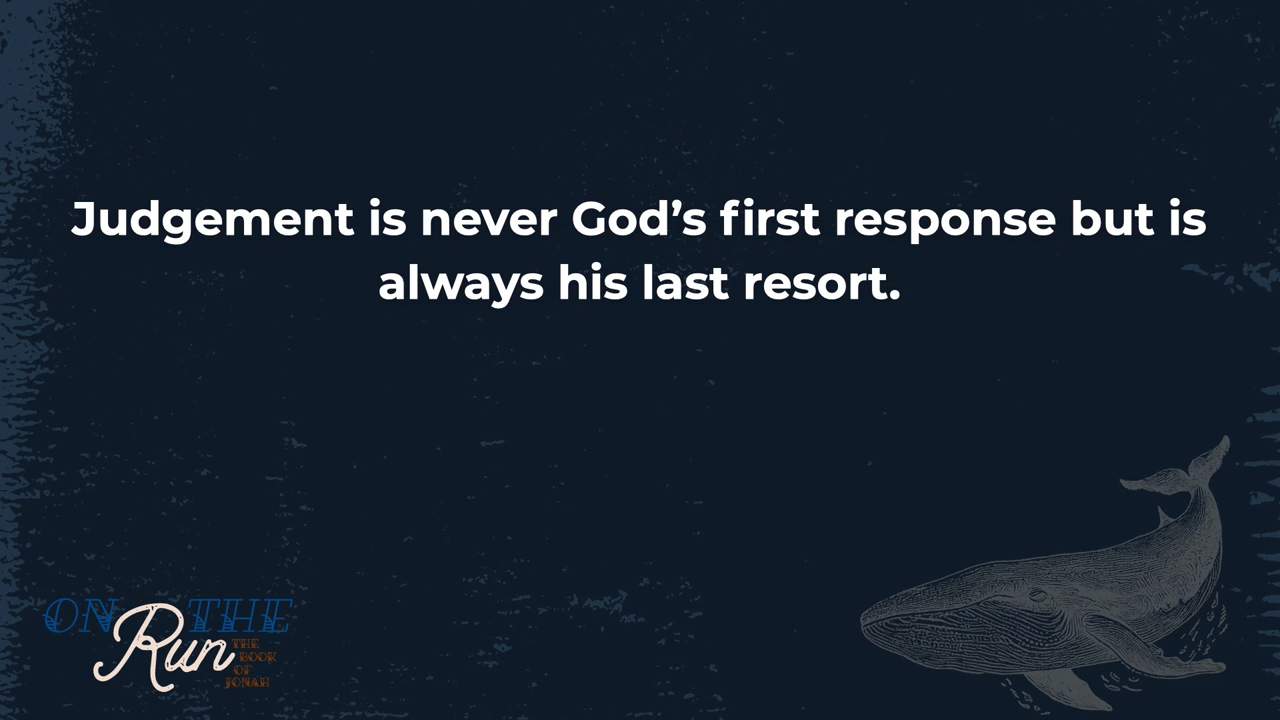 Judgement is never God’s first response but is
always his last resort.
ON THE
Run
THE
BOOK
OF
JONAH